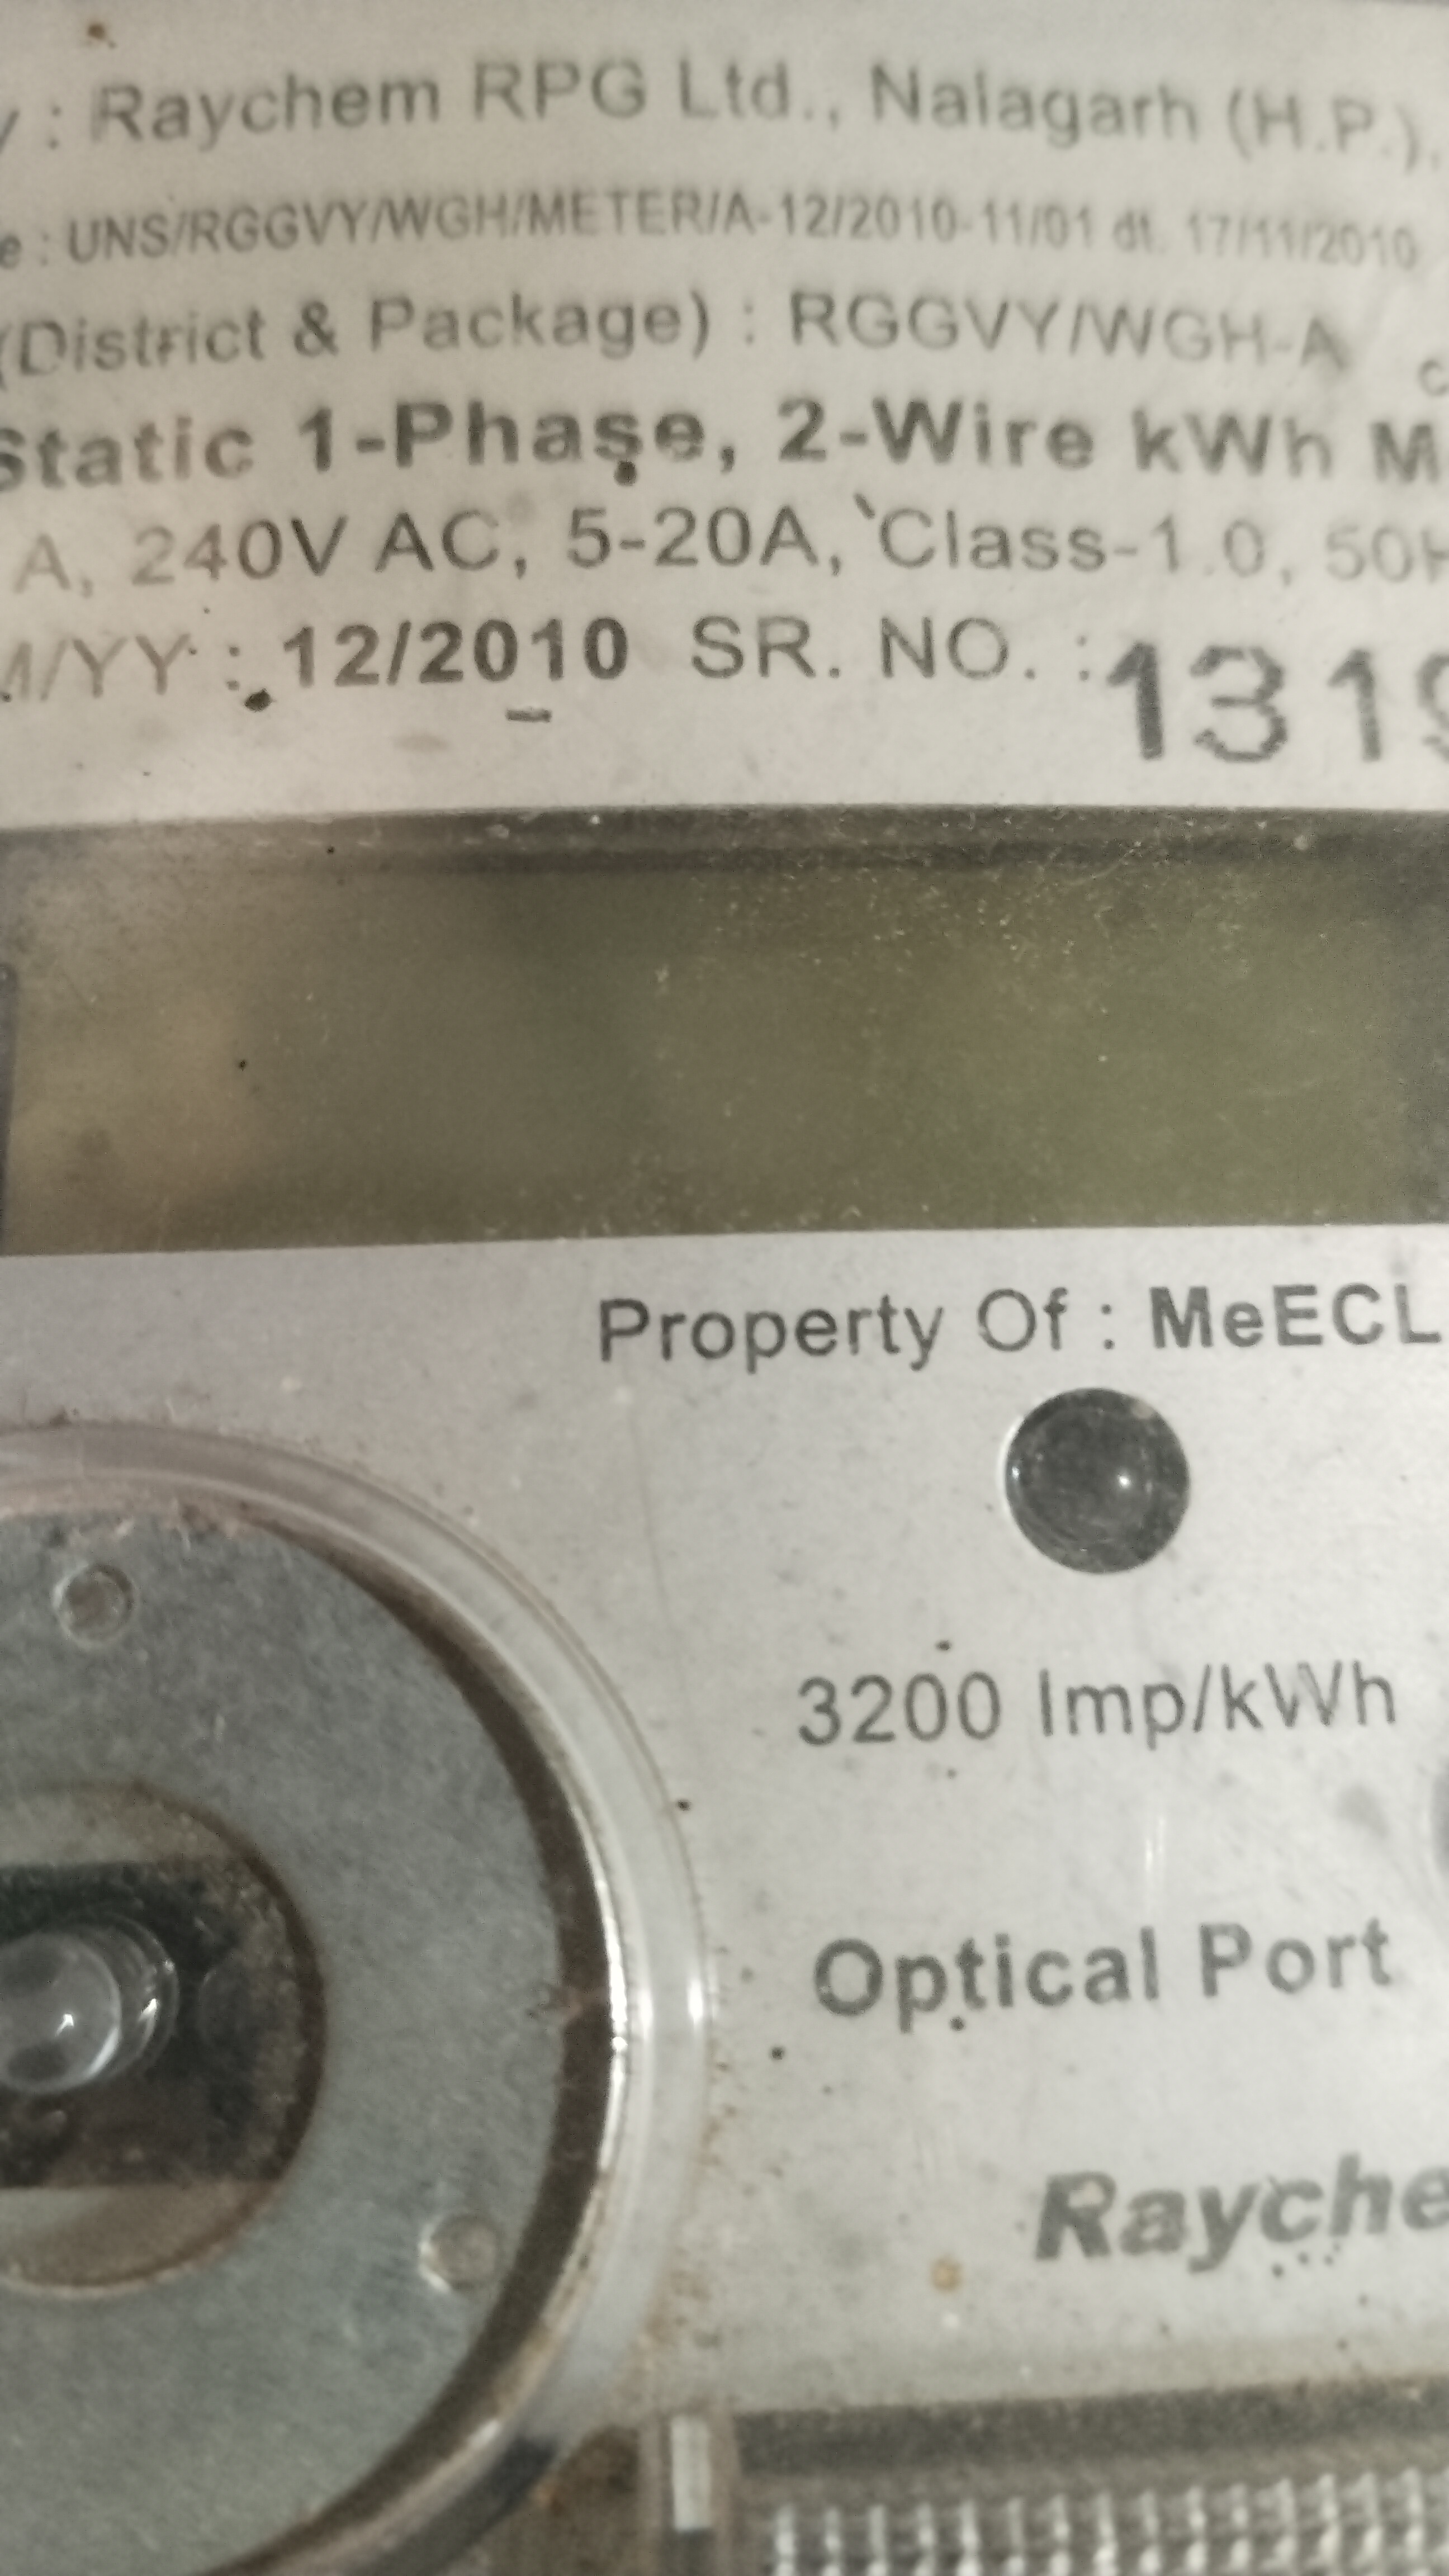 : Raychem RPG Ltd., Nalagarh (H.P.),
e : UNS/RGGVY/WGH/METER/A-12/2010-11/01 dt. 17/11/2010
(District & Package) : RGGVY/WGH-A
Static 1-Phase, 2-Wire kWh M
A, 240V AC, 5-20A, Class-1.0, 50H
M/YY : 12/2010 SR. NO. : 1319
Property Of : MeECL
3200 Imp/kWh
Optical Port
Rayche